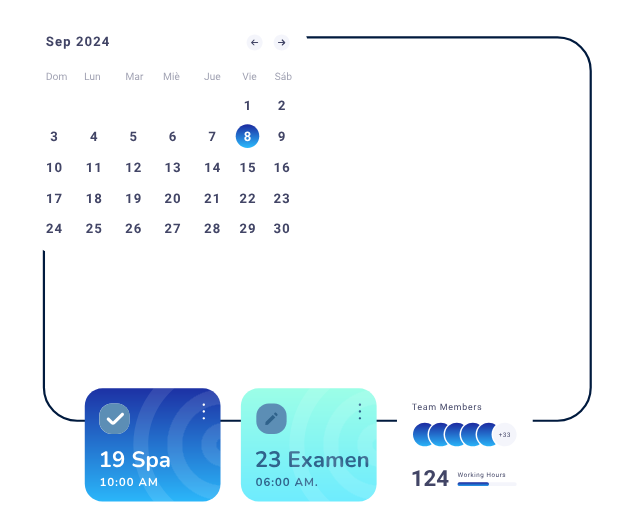 Sep 2024
Dom Lun Mar Miè Jue Vie Sáb
1 2
3 4 5 6 7 8 9
10 11 12 13 14 15 16
17 18 19 20 21 22 23
24 25 26 27 28 29 30
19 Spa
10:00 AM
23 Examen
06:00 AM.
Team Members
+33
124 Working Hours